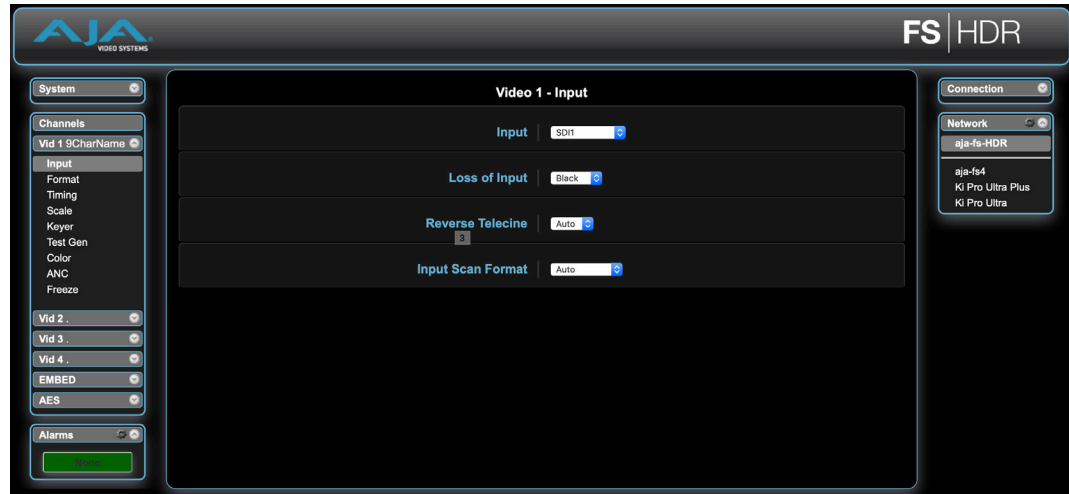 AJA
VIDEO SYSTEMS
FS HDR
System
Channels
Vid 1 9CharName
Input
Format
Timing
Scale
Keyer
Test Gen
Color
ANC
Freeze
Vid 2 .
Vid 3 .
Vid 4 .
EMBED
AES
Alarms
None
Video 1 - Input
Input SDI1
Loss of Input Black
Reverse Telecine Auto
3
Input Scan Format Auto
Connection
Network
aja-fs-HDR
aja-fs4
Ki Pro Ultra Plus
Ki Pro Ultra